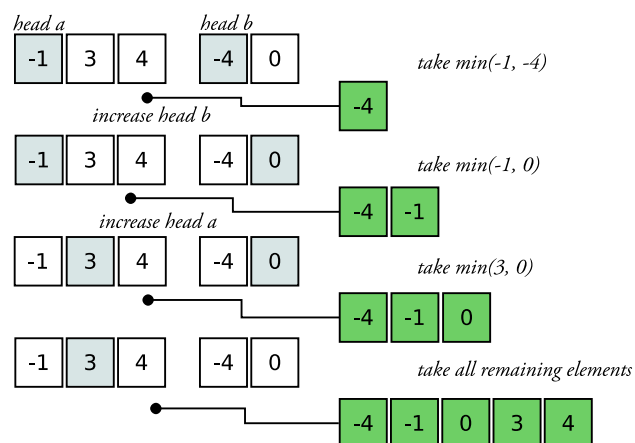 head a head b
-1 3 4 -4 0 take min(-1, -4)
-4
increase head b
-1 3 4 -4 0 take min(-1, 0)
-4 -1
increase head a
-1 3 4 -4 0 take min(3, 0)
-4 -1 0
-1 3 4 -4 0 take all remaining elements
-4 -1 0 3 4